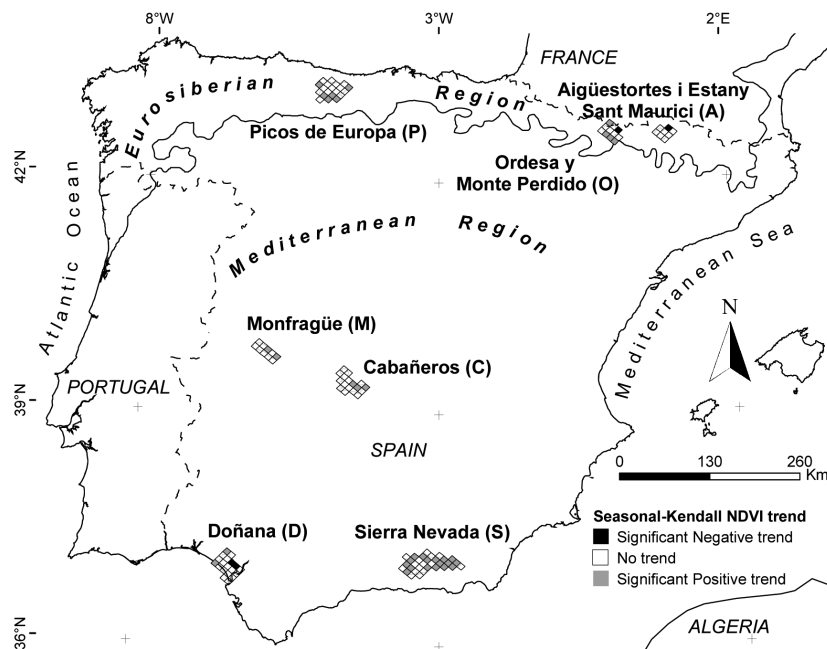 8°W
3°W
2°E
FRANCE
Eurosiberian Region
Aigüestortes i Estany
Sant Maurici (A)
Picos de Europa (P)
42°N
Ordesa y
Monte Perdido (O)
Atlantic Ocean
Mediterranean Region
Mediterranean Sea
N
Monfragüe (M)
Cabañeros (C)
PORTUGAL
39°N
SPAIN
0 130 260
Km
Seasonal-Kendall NDVI trend
Significant Negative trend
No trend
Significant Positive trend
Doñana (D)
Sierra Nevada (S)
36°N
ALGERIA